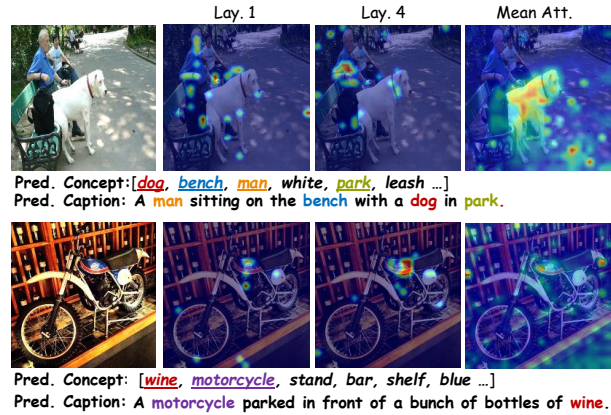 Lay. 1 Lay. 4 Mean Att.
Pred. Concept:[dog, bench, man, white, park, leash ...]
Pred. Caption: A man sitting on the bench with a dog in park.
Pred. Concept: [wine, motorcycle, stand, bar, shelf, blue ...]
Pred. Caption: A motorcycle parked in front of a bunch of bottles of wine.